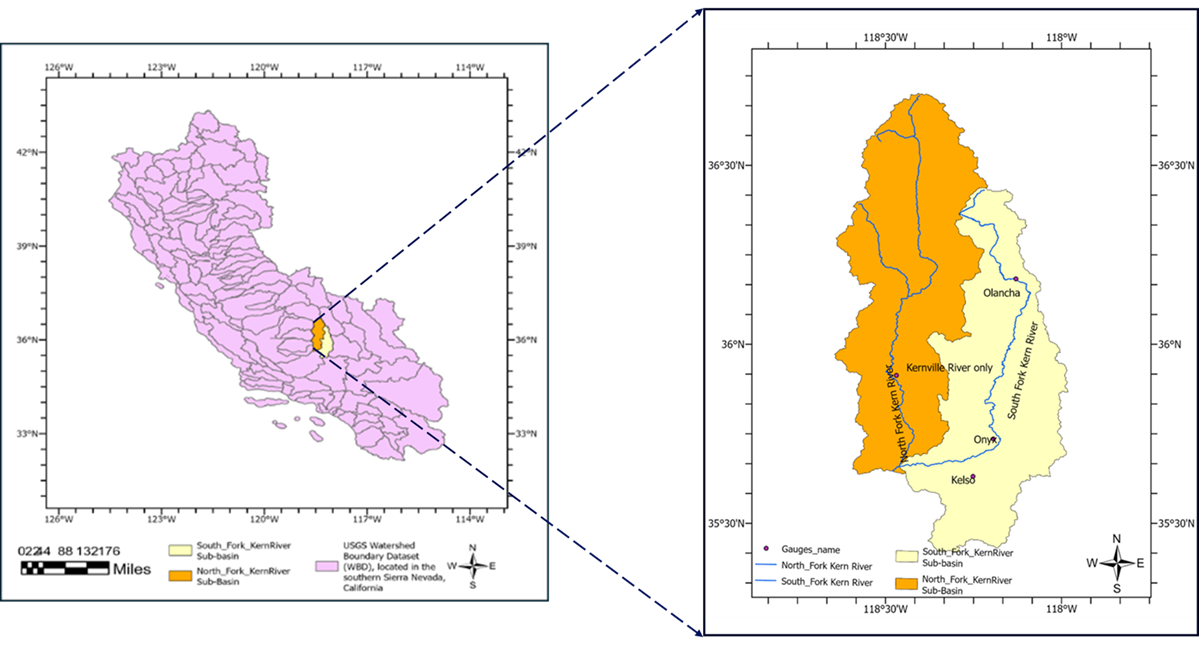 126°W 123°W 120°W 117°W 114°W
42°N 42°N
39°N 39°N
36°N 36°N
33°N 33°N
126°W 123°W 120°W 117°W 114°W
02244 88 132176
Miles
South_Fork_KernRiver
Sub-basin
North_Fork_KernRiver
Sub-Basin
USGS Watershed
Boundary Dataset
(WBD), located in the
southern Sierra Nevada,
California
N
W E
S
118°30'W 118°W
36°30'N 36°30'N
Olancha
36°N 36°N
South Fork Kern River
Kernville River only
North Fork Kern River
Onyx
Kelso
35°30'N 35°30'N
Gauges_name
North_Fork Kern River
South_Fork Kern River
South_Fork_KernRiver
Sub-basin
North_Fork_KernRiver
Sub-Basin
N
W E
S
118°30'W 118°W